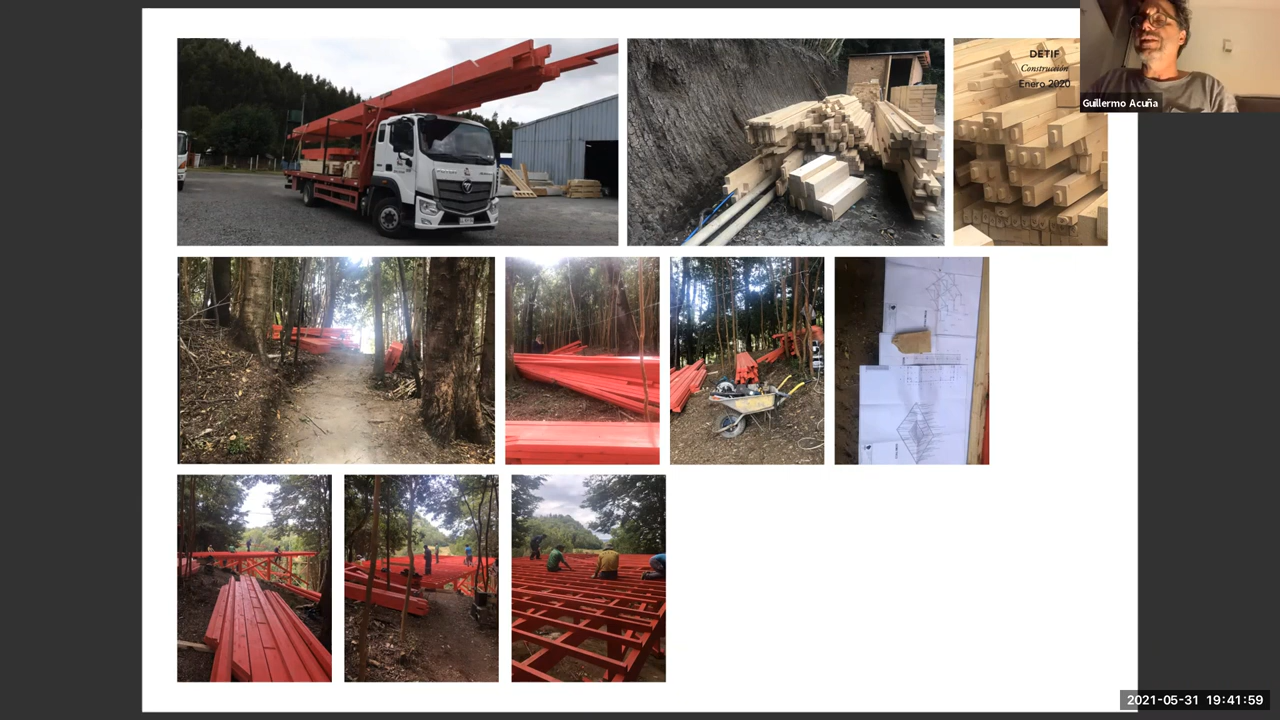 DETIF
Construcción
Enero 2020
Guillermo Acuña
2021-05-31 19:41:59